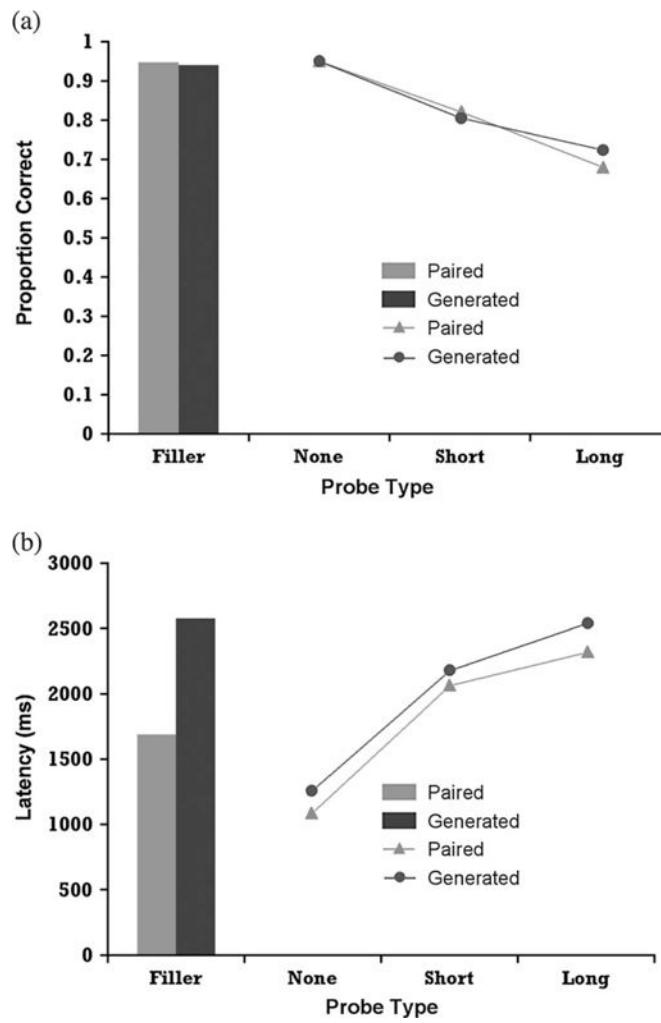 (a)
1
0.9
0.8
0.7
0.6
0.5
0.4
0.3
0.2
0.1
0
Proportion Correct
Paired
Generated
Paired
Generated
Filler None Short Long
Probe Type
(b)
3000
2500
2000
1500
1000
500
0
Latency (ms)
Paired
Generated
Paired
Generated
Filler None Short Long
Probe Type